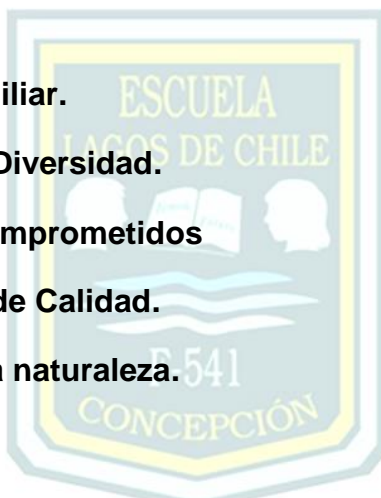 iliar.
ESCUELA
LAGOS DE CHILE
Diversidad.
mprometidos
de Calidad.
a naturaleza.
F-541
CONCEPCIÓN